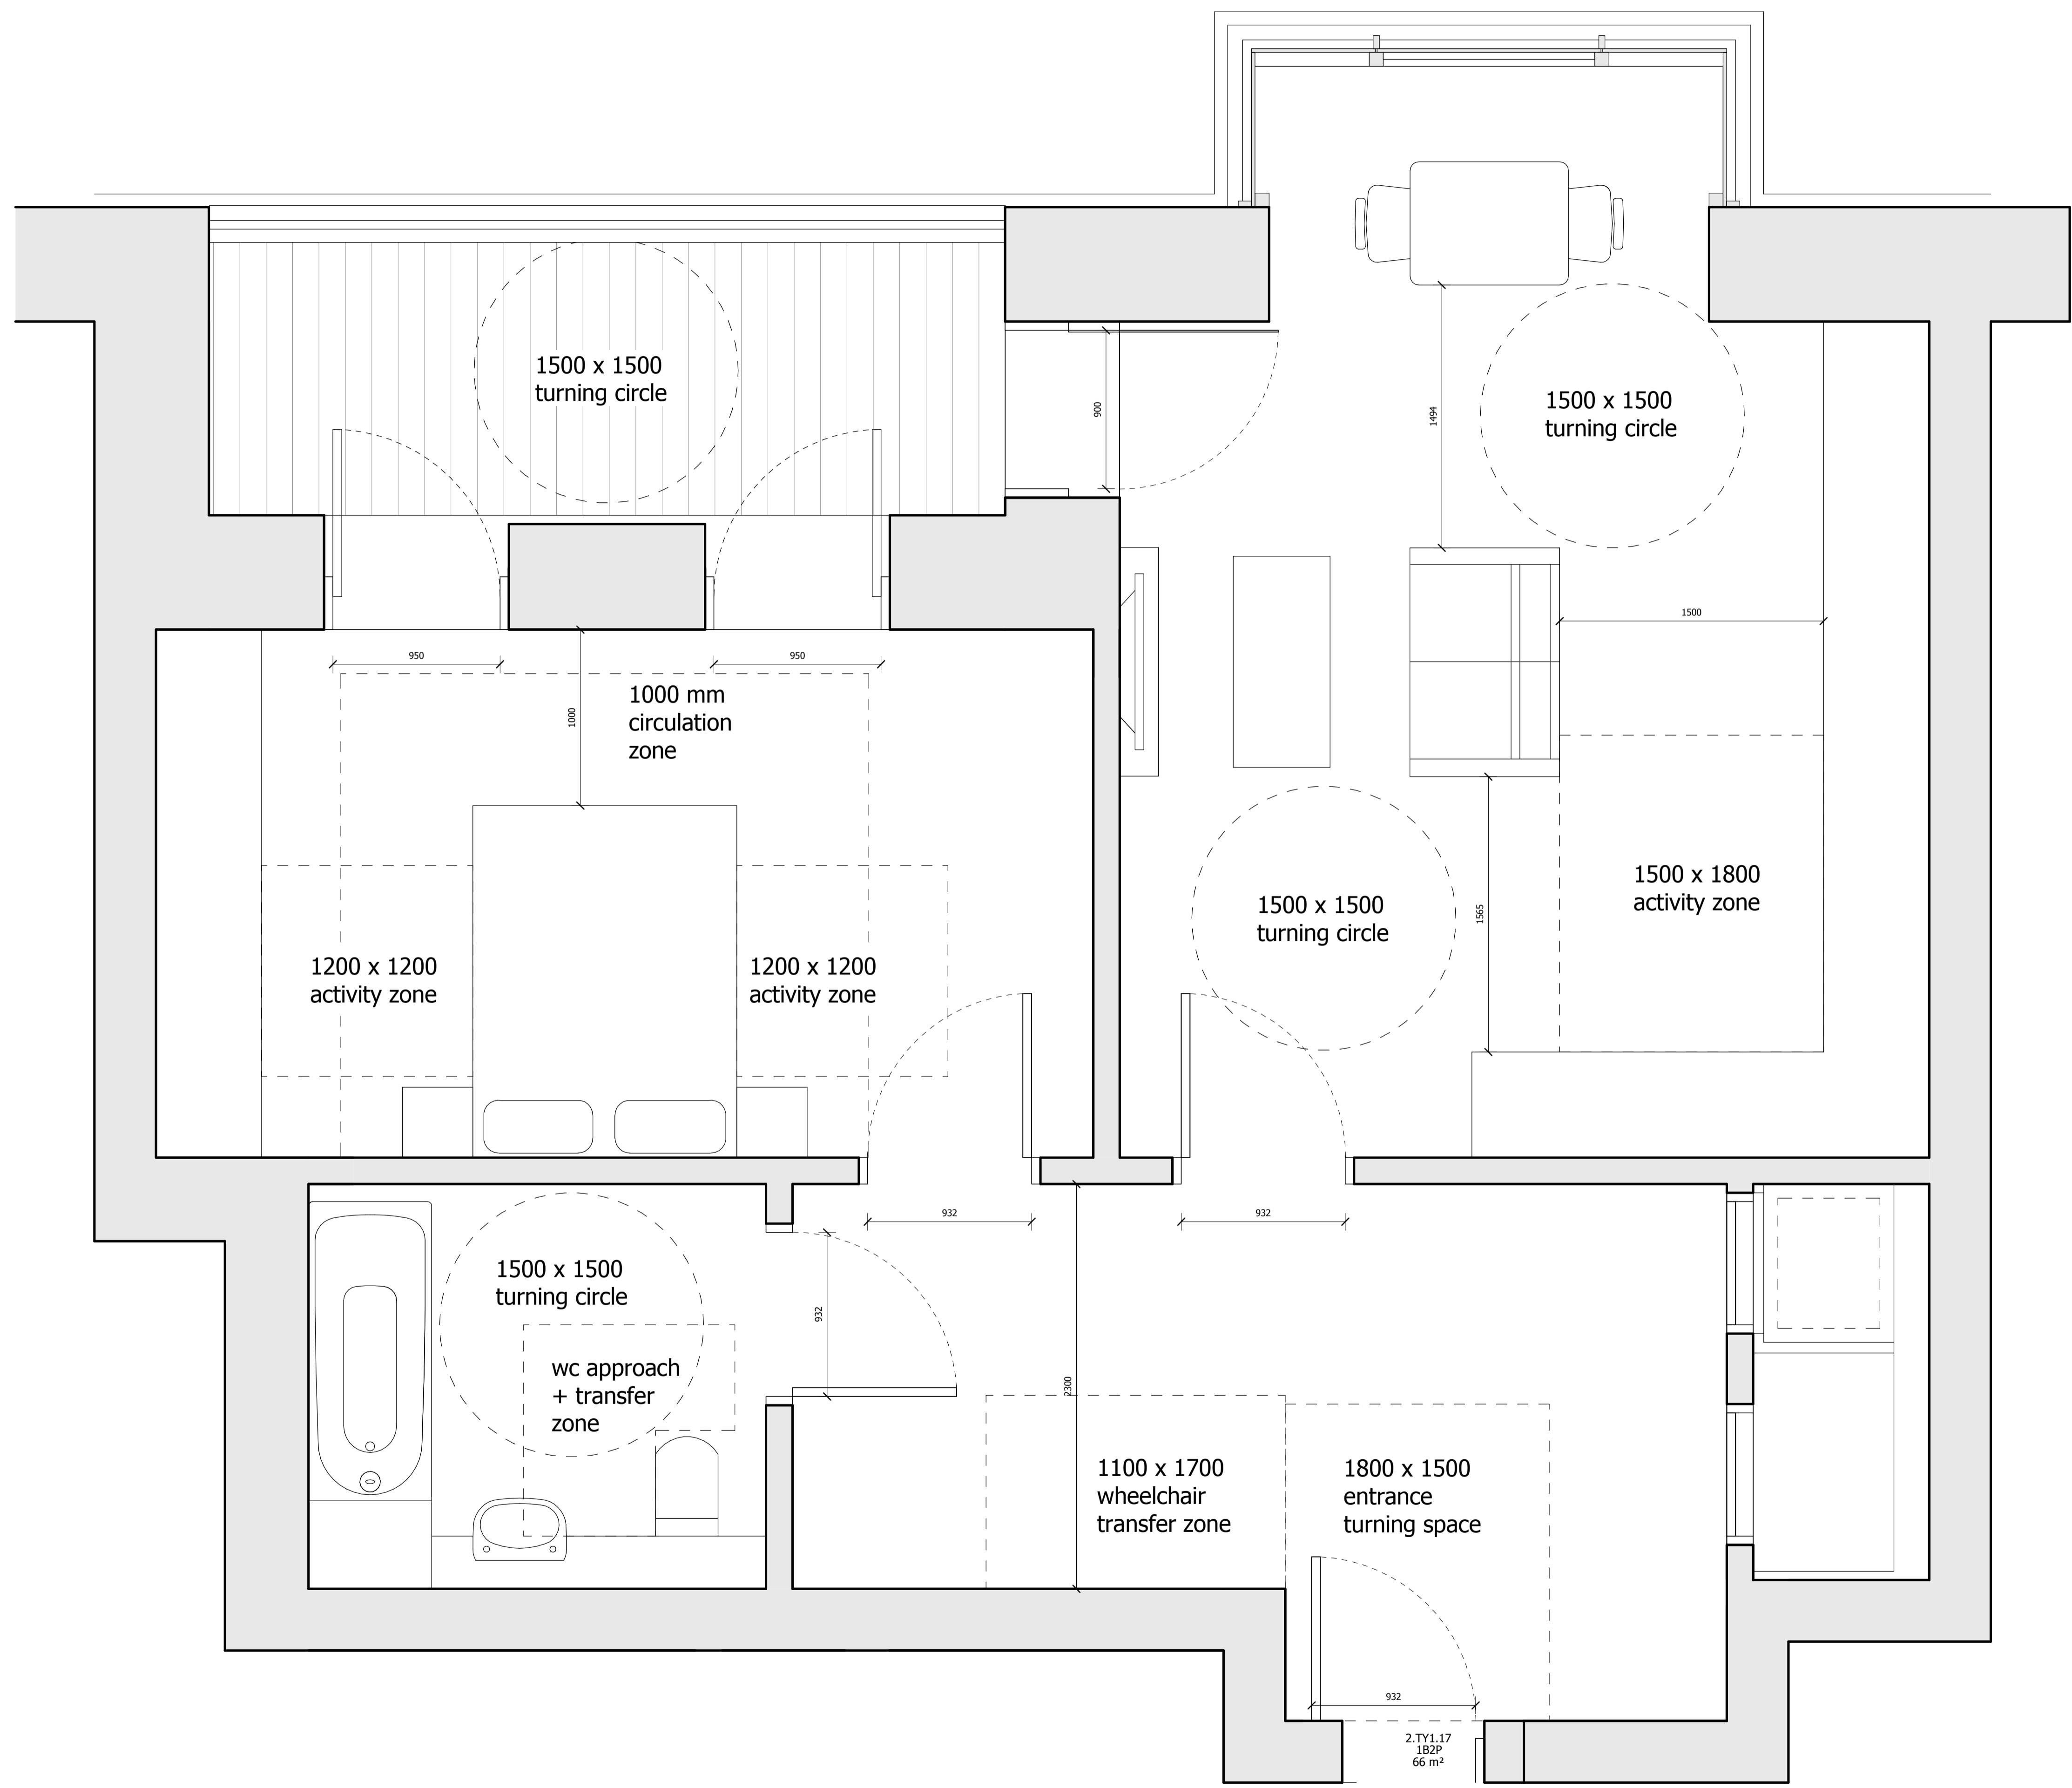 1500 x 1500
turning circle
1500 x 1500
turning circle
900
1494
1500
950
950
1000 mm
circulation
zone
1000
1500 x 1800
activity zone
1500 x 1500
turning circle
1565
1200 x 1200
activity zone
1200 x 1200
activity zone
932
932
1500 x 1500
turning circle
932
wc approach
+ transfer
zone
2300
1100 x 1700
wheelchair
transfer zone
1800 x 1500
entrance
turning space
932
2.TY1.17
1B2P
66 m²